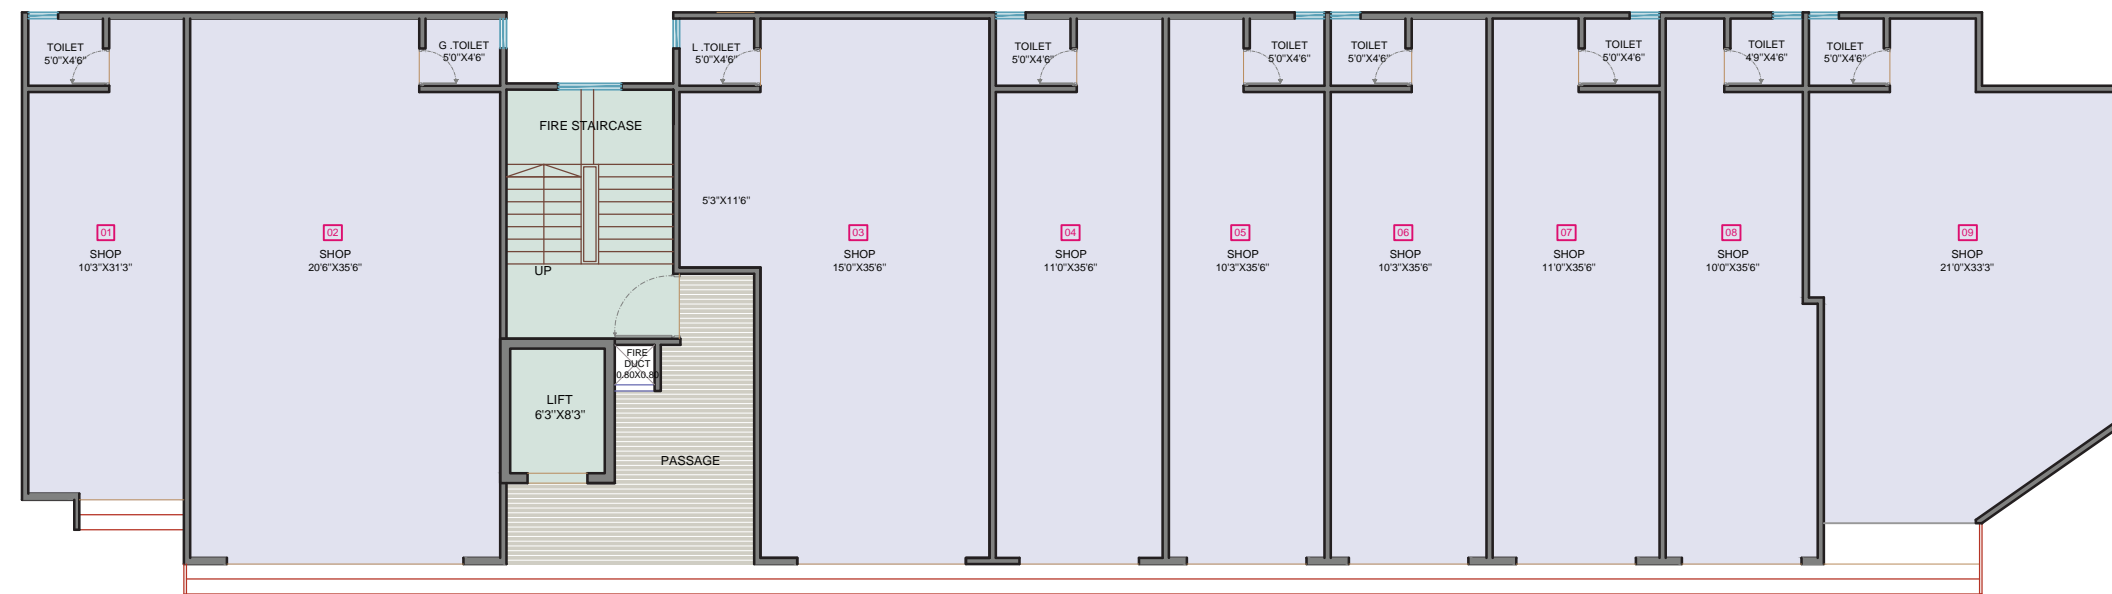 TOILET
5'0"X4'6"
G .TOILET
5'0"X4'6"
L .TOILET
5'0"X4'6"
TOILET
5'0"X4'6"
TOILET
5'0"X4'6"
TOILET
5'0"X4'6"
TOILET
5'0"X4'6"
TOILET
4'9"X4'6"
TOILET
5'0"X4'6"
FIRE STAIRCASE
UP
5'3"X11'6"
01
SHOP
10'3"X31'3"
02
SHOP
20'6"X35'6"
03
SHOP
15'0"X35'6"
04
SHOP
11'0"X35'6"
05
SHOP
10'3"X35'6"
06
SHOP
10'3"X35'6"
07
SHOP
11'0"X35'6"
08
SHOP
10'0"X35'6"
09
SHOP
21'0"X33'3"
FIRE
DUCT
0.80X0.80
LIFT
6'3"X8'3"
PASSAGE